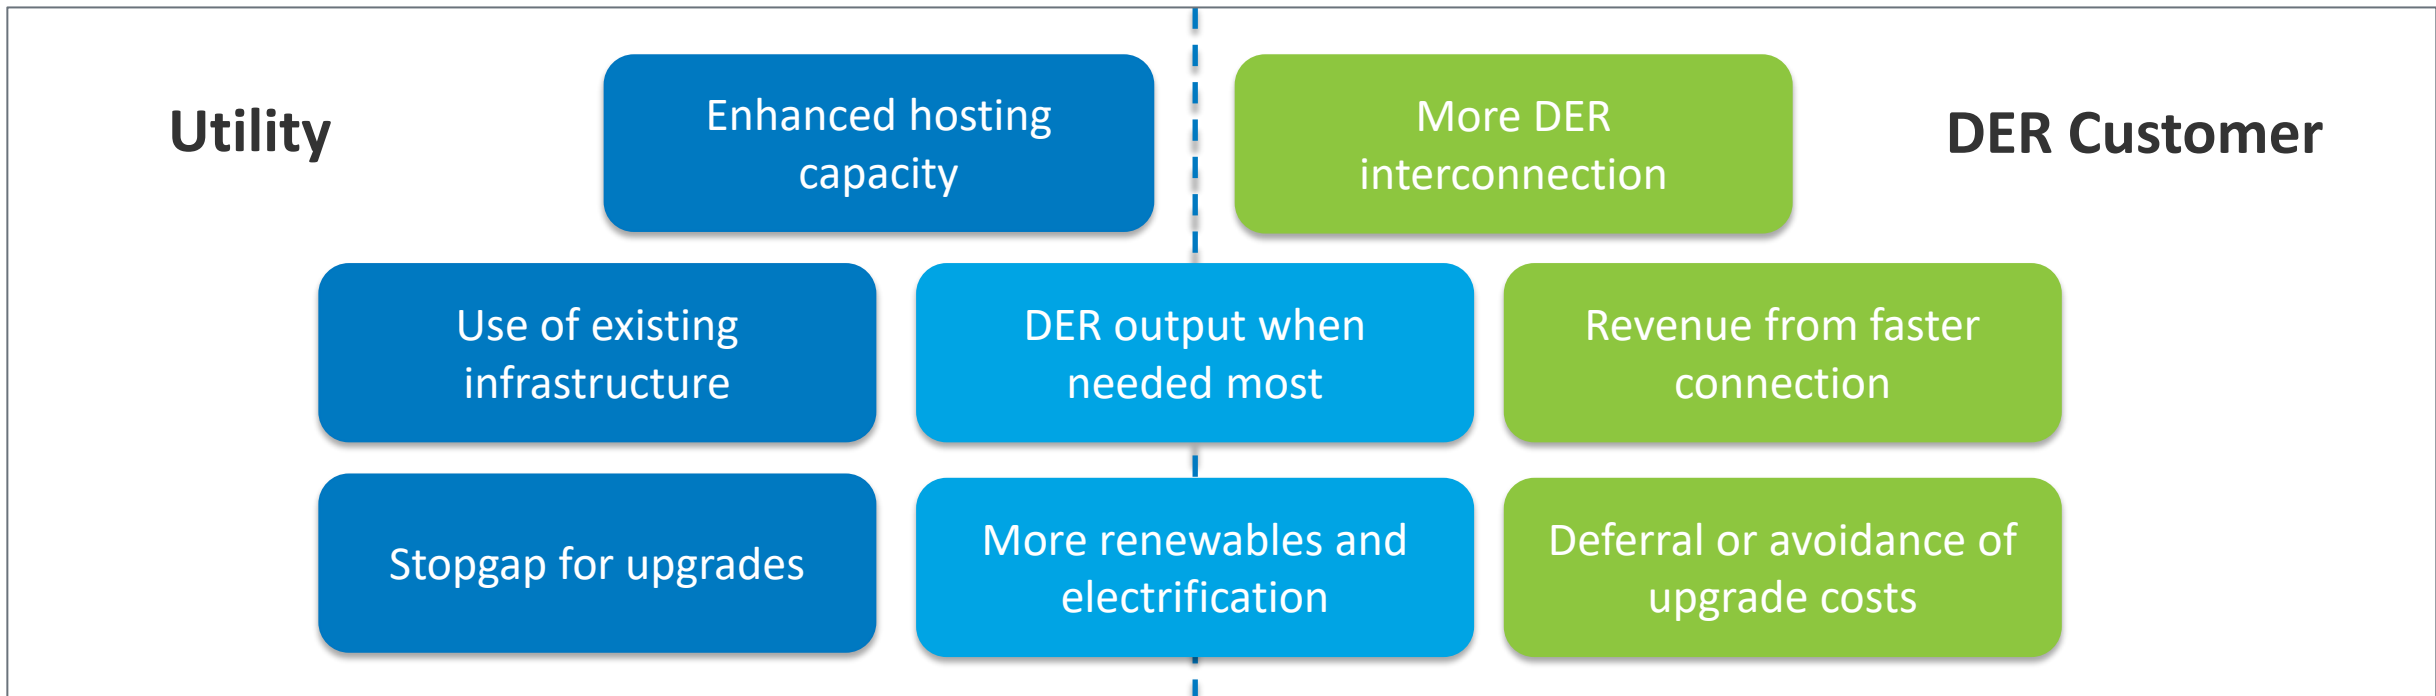 Utility
Enhanced hosting
capacity
More DER
interconnection
DER Customer
Use of existing
infrastructure
DER output when
needed most
Revenue from faster
connection
Stopgap for upgrades
More renewables and
electrification
Deferral or avoidance of
upgrade costs